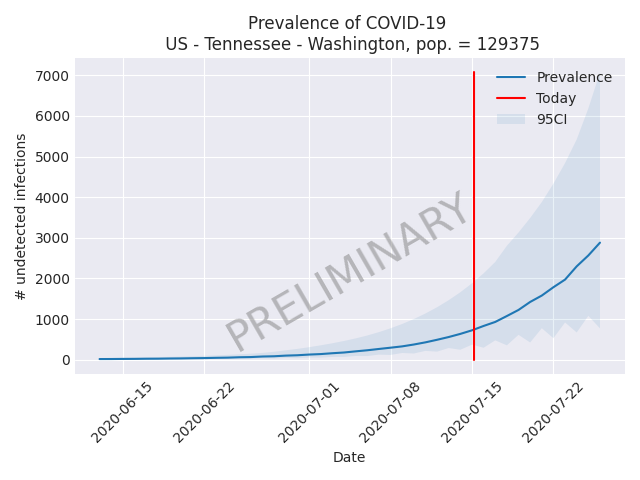 Prevalence of COVID-19
US - Tennessee - Washington, pop. = 129375
7000
6000
5000
4000
3000
2000
1000
0
# undetected infections
Prevalence
Today
95CI
PRELIMINARY
2020-06-15
2020-06-22
2020-07-01
2020-07-08
2020-07-15
2020-07-22
Date